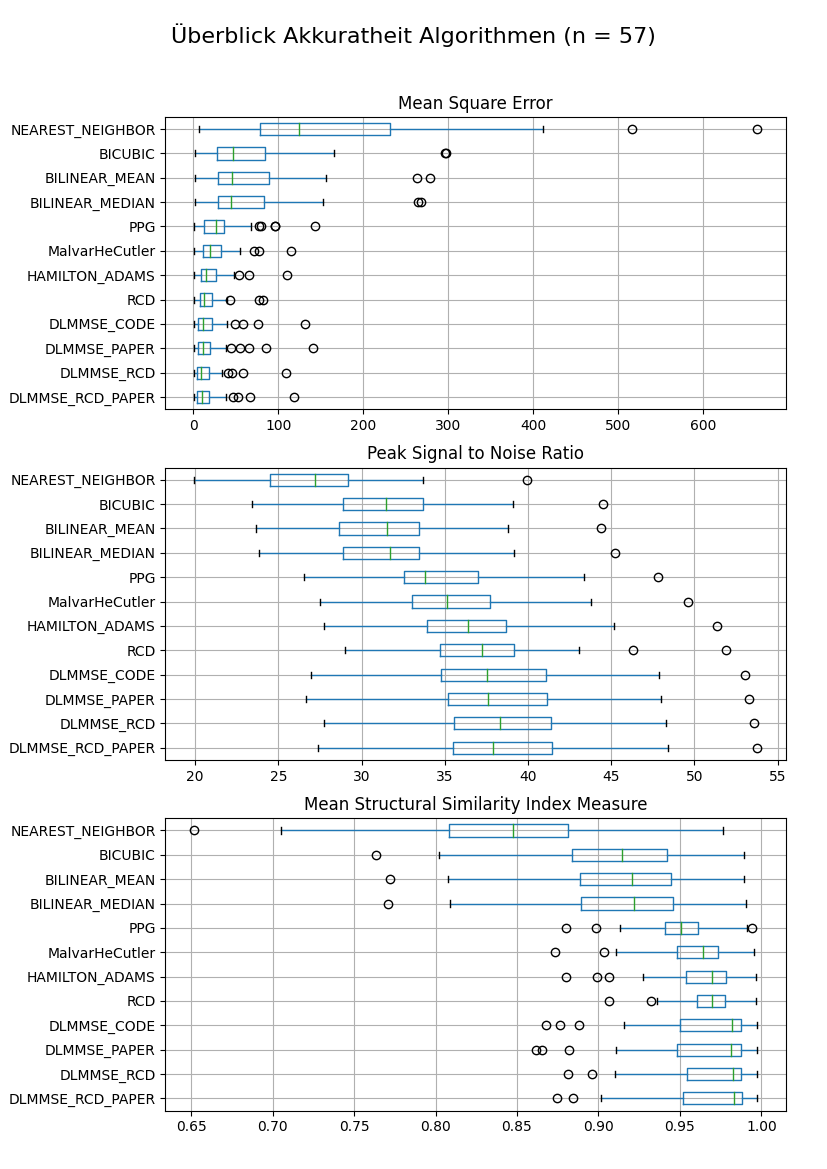 Überblick Akkuratheit Algorithmen (n = 57)
Mean Square Error
NEAREST_NEIGHBOR
BICUBIC
BILINEAR_MEAN
BILINEAR_MEDIAN
PPG
MalvarHeCutler
HAMILTON_ADAMS
RCD
DLMMSE_CODE
DLMMSE_PAPER
DLMMSE_RCD
DLMMSE_RCD_PAPER
0 100 200 300 400 500 600
Peak Signal to Noise Ratio
NEAREST_NEIGHBOR
BICUBIC
BILINEAR_MEAN
BILINEAR_MEDIAN
PPG
MalvarHeCutler
HAMILTON_ADAMS
RCD
DLMMSE_CODE
DLMMSE_PAPER
DLMMSE_RCD
DLMMSE_RCD_PAPER
20 25 30 35 40 45 50 55
Mean Structural Similarity Index Measure
NEAREST_NEIGHBOR
BICUBIC
BILINEAR_MEAN
BILINEAR_MEDIAN
PPG
MalvarHeCutler
HAMILTON_ADAMS
RCD
DLMMSE_CODE
DLMMSE_PAPER
DLMMSE_RCD
DLMMSE_RCD_PAPER
0.65 0.70 0.75 0.80 0.85 0.90 0.95 1.00